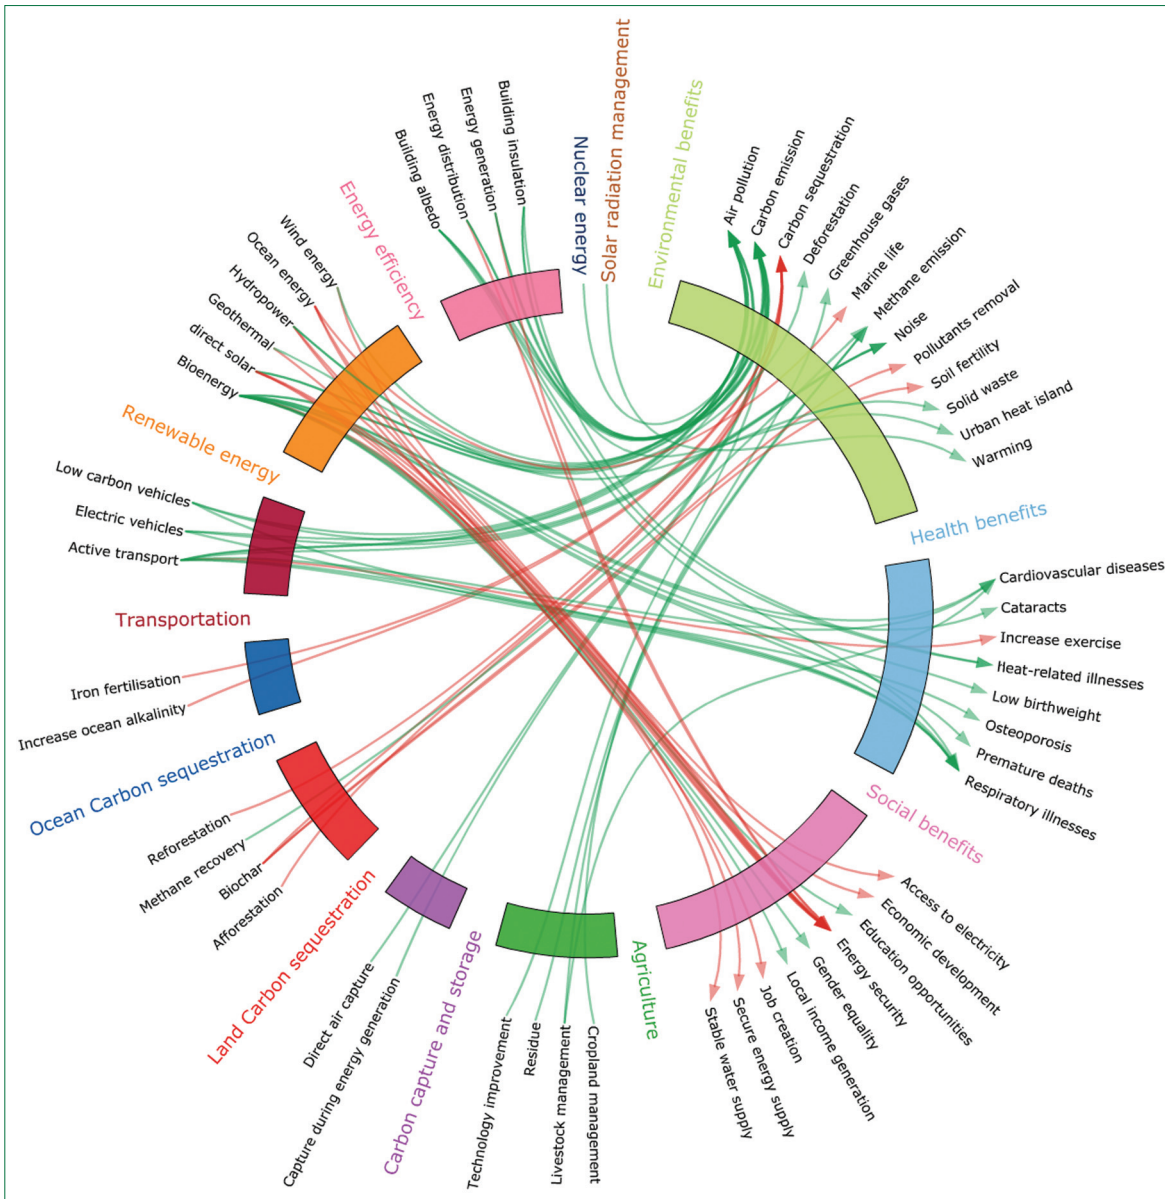 Solar radiation management
Nuclear energy
Energy efficiency
Building insulation
Energy generation
Energy distribution
Building albedo
Renewable energy
Wind energy
Ocean energy
Hydropower
Geothermal
direct solar
Bioenergy
Transportation
Low carbon vehicles
Electric vehicles
Active transport
Ocean Carbon sequestration
Iron fertilisation
Increase ocean alkalinity
Land Carbon sequestration
Reforestation
Methane recovery
Biochar
Afforestation
Carbon capture and storage
Direct air capture
Capture during energy generation
Agriculture
Technology improvement
Residue
Livestock management
Cropland management
Environmental benefits
Air pollution
Carbon emission
Carbon sequestration
Deforestation
Greenhouse gases
Marine life
Methane emission
Noise
Pollutants removal
Soil fertility
Solid waste
Urban heat island
Warming
Health benefits
Cardiovascular diseases
Cataracts
Increase exercise
Heat-related illnesses
Low birthweight
Osteoporosis
Premature deaths
Respiratory illnesses
Social benefits
Access to electricity
Economic development
Education opportunities
Energy security
Gender equality
Local income generation
Job creation
Secure energy supply
Stable water supply